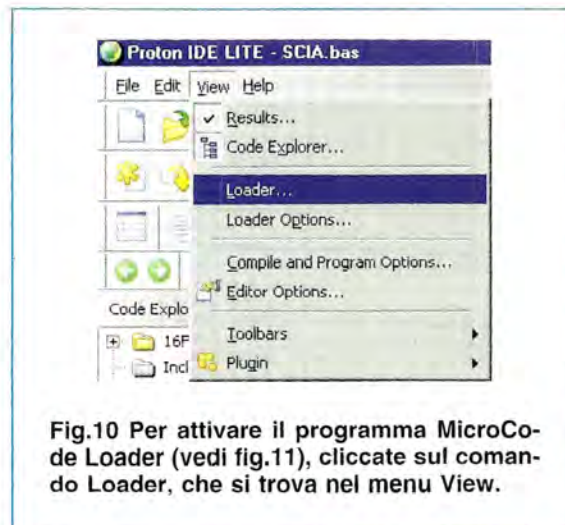 Proton IDE LITE - SCIA.bas
File Edit View Help
Results...
Code Explorer...
Loader...
Loader Options...
Compile and Program Options...
Editor Options...
Code Explo
Toolbars
16F
Plugin
Incl
Fig.10 Per attivare il programma MicroCo-
de Loader (vedi fig.11), cliccate sul coman-
do Loader, che si trova nel menu View.